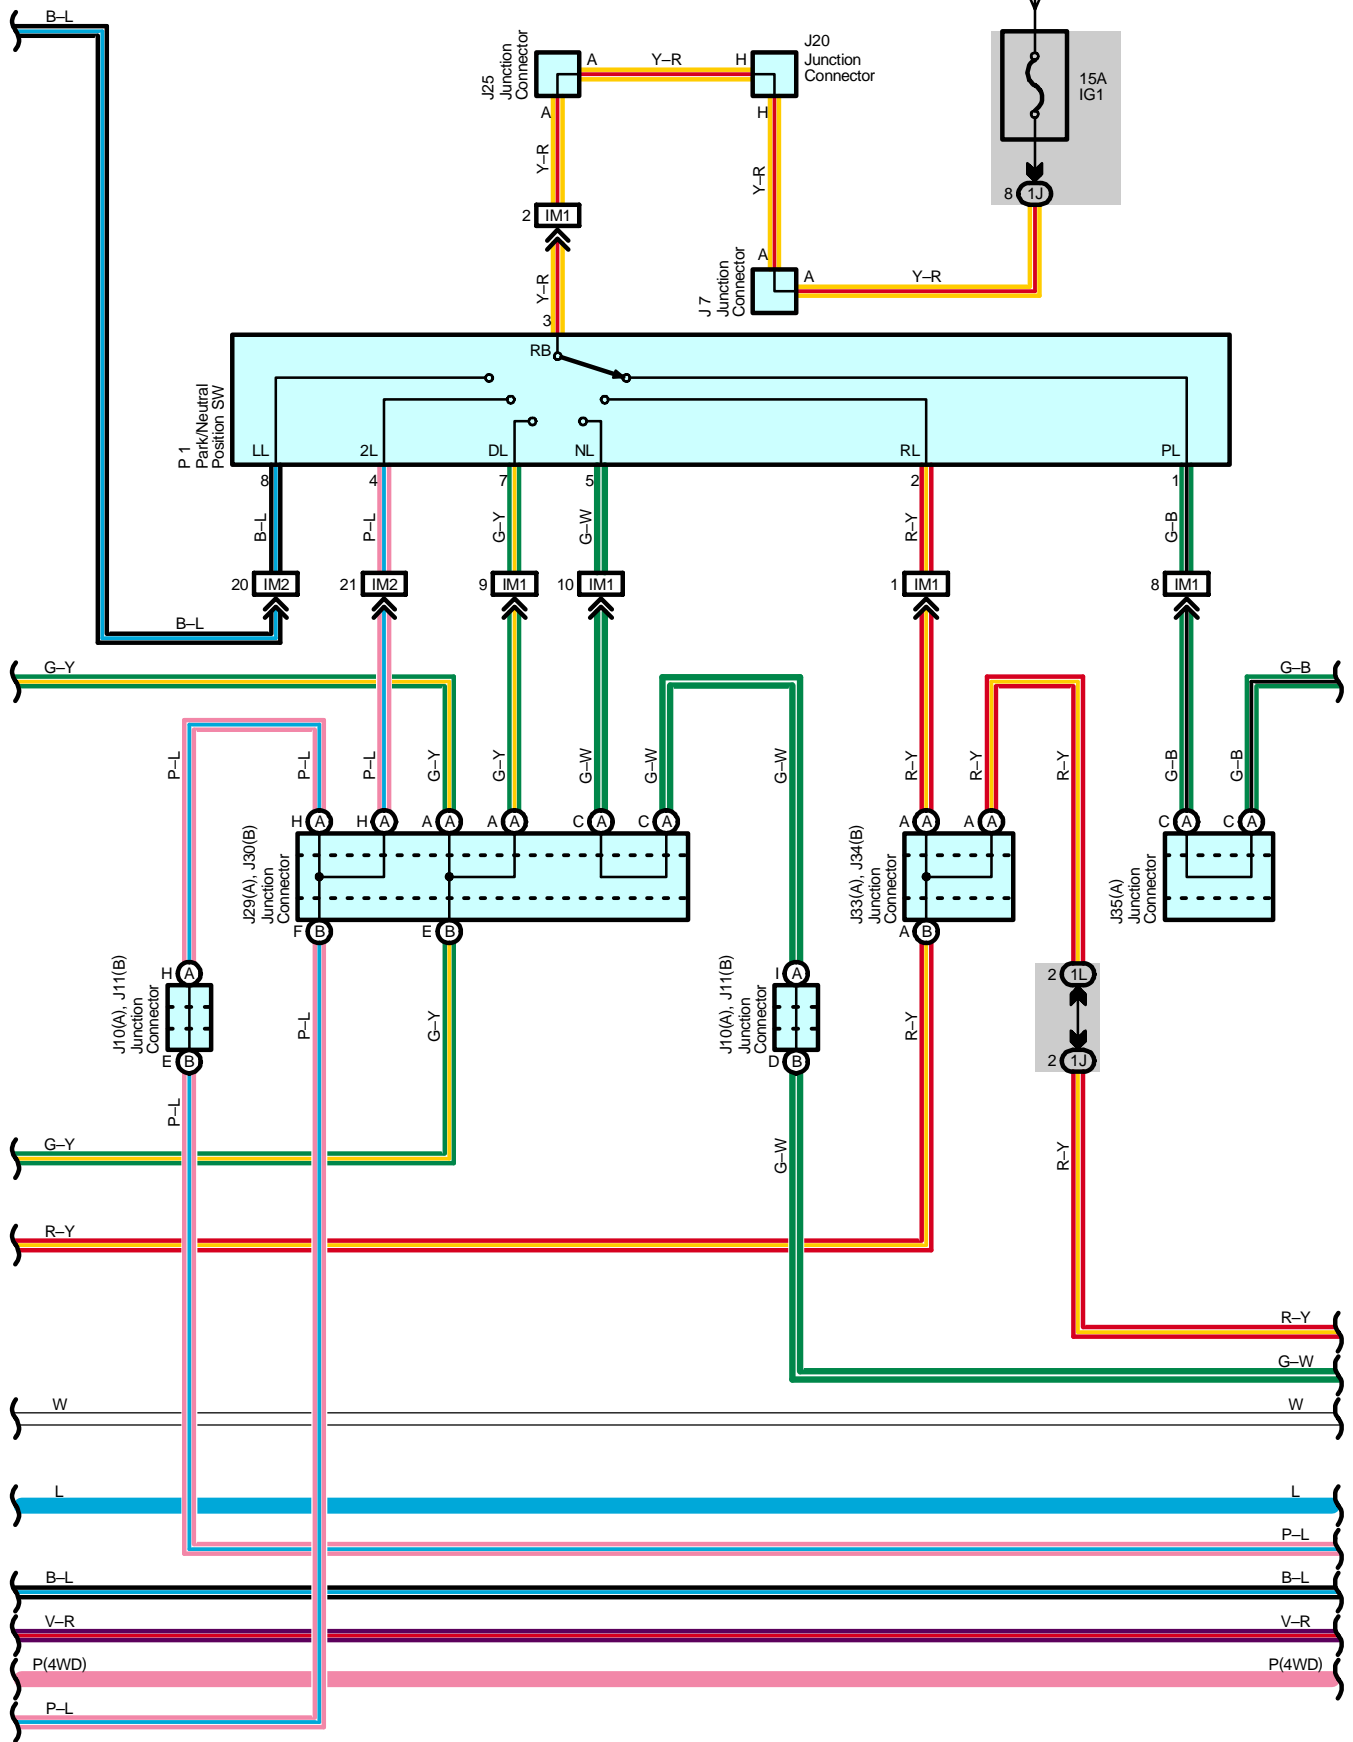 B–L
J25
Junction
Connector
A
Y–R
H
J20
Junction
Connector
15A
IG1
A
H
Y–R
Y–R
8
1J
2
IM1
A
J 7
Junction
Connector
A
Y–R
Y–R
3
P 1
Park/Neutral
Position SW
RB
LL
2L
DL
NL
RL
PL
8
4
7
5
2
1
B–L
P–L
G–Y
G–W
R–Y
G–B
20
IM2
21
IM2
9
IM1
10
IM1
1
IM1
8
IM1
B–L
G–Y
G–B
P–L
P–L
P–L
G–Y
G–Y
G–W
G–W
G–W
R–Y
R–Y
R–Y
G–B
G–B
H
A
H
A
A
A
A
A
C
A
C
A
A
A
A
A
C
A
C
A
J29(A), J30(B)
Junction
Connector
J33(A), J34(B)
Junction
Connector
J35(A)
Junction
Connector
F
B
E
B
A
B
J10(A), J11(B)
Junction
Connector
H
A
E
B
P–L
G–Y
J10(A), J11(B)
Junction
Connector
I
A
D
B
R–Y
2
1L
2
1J
P–L
G–Y
G–W
R–Y
R–Y
R–Y
G–W
W
W
L
L
P–L
B–L
B–L
V–R
V–R
P(4WD)
P(4WD)
P–L